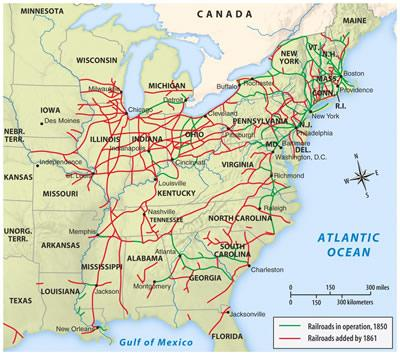 CANADA
MINNESOTA
MAINE
WISCONSIN
VT.
N.H.
MICHIGAN
NEW
YORK
MASS.
Boston
Milwaukee
Buffalo
Rochester
Detroit
CONN.
Providence
R.I.
IOWA
Chicago
Cleveland
PENNSYLVANIA
New York
Des Moines
NEBR.
TERR.
OHIO
Pittsburgh
N.J.
Philadelphia
ILLINOIS
INDIANA
Indianapolis
MD.
Baltimore
DEL.
Washington, D.C.
Independence
Cincinnati
KANSAS
St. Louis
VIRGINIA
Richmond
MISSOURI
Louisville
KENTUCKY
Nashville
Raleigh
UNORG.
TERR.
TENNESSEE
NORTH CAROLINA
Memphis
ARKANSAS
Atlanta
SOUTH
CAROLINA
ATLANTIC
OCEAN
MISSISSIPPI
ALABAMA
GEORGIA
Charleston
Montgomery
TEXAS
LOUISIANA
Jackson
0 150 300 miles
0 150 300 kilometers
Jacksonville
New Orleans
FLORIDA
Gulf of Mexico
Railroads in operation, 1850
Railroads added by 1861